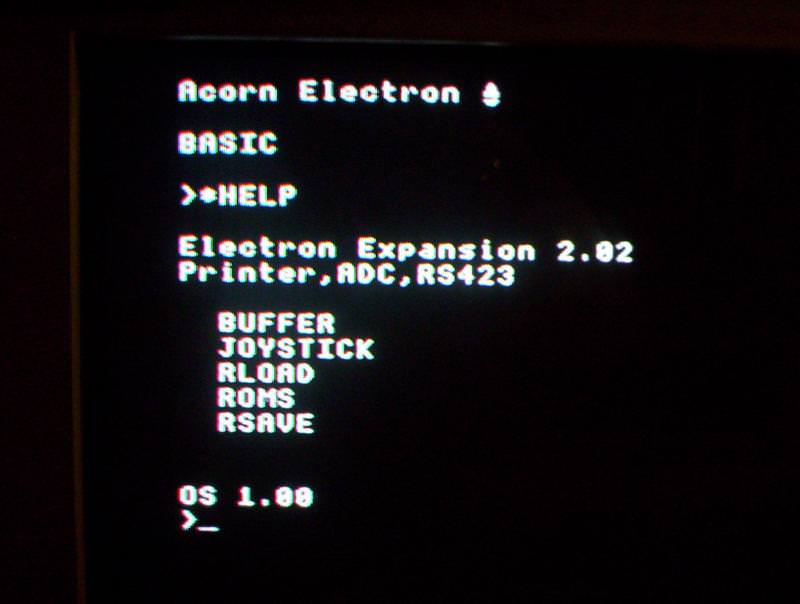 Acorn Electron
BASIC
>*HELP
Electron Expansion 2.02
Printer,ADC,RS423
BUFFER
JOYSTICK
RLOAD
ROMS
RSAVE
OS 1.00
>_